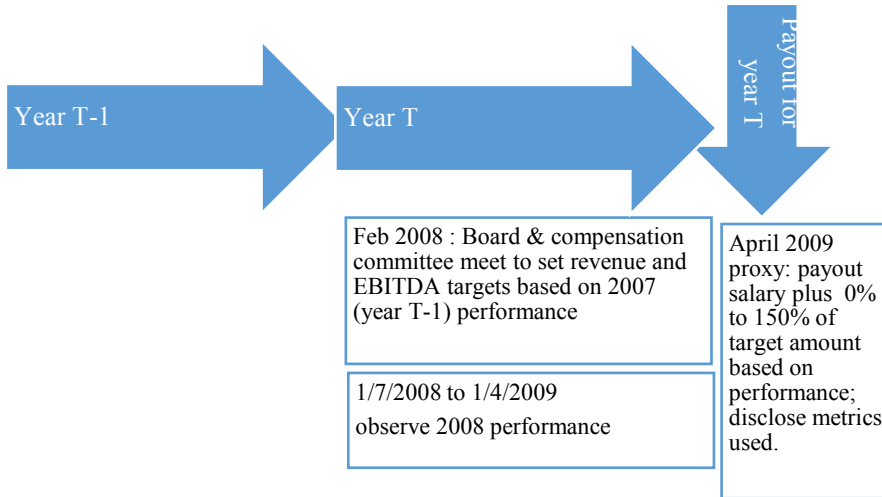 Year T-1
Year T
Payout for
year T
Feb 2008 : Board & compensation
committee meet to set revenue and
EBITDA targets based on 2007
(year T-1) performance
1/7/2008 to 1/4/2009
observe 2008 performance
April 2009
proxy: payout
salary plus 0%
to 150% of
target amount
based on
performance;
disclose metrics
used.